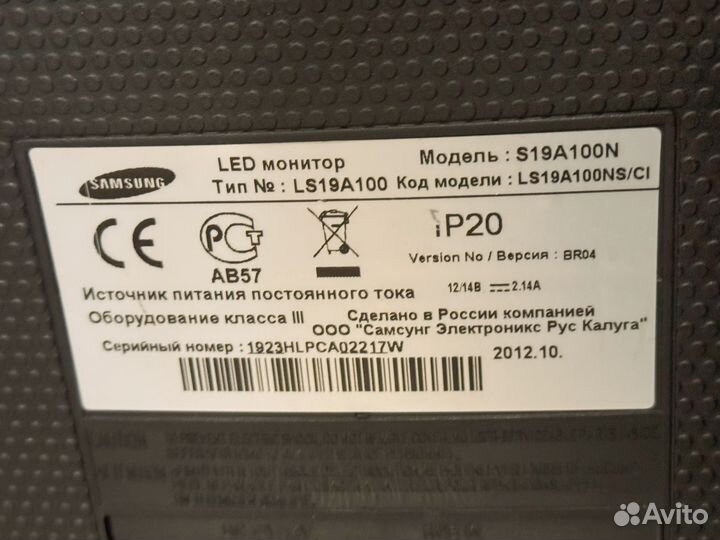 SAMSUNG
LED монитор
Модель : S19A100N
Тип № : LS19A100
Код модели : LS19A100NS/CI
CE
РСТ
АВ57
iP20
Version No / Версия : BR04
12/14В 2.14A
Источник питания постоянного тока
Оборудование класса III
Сделано в России компанией
ООО "Самсунг Электроникс Рус Калуга"
Серийный номер : 1923HLPCA02217W
2012.10.
Avito